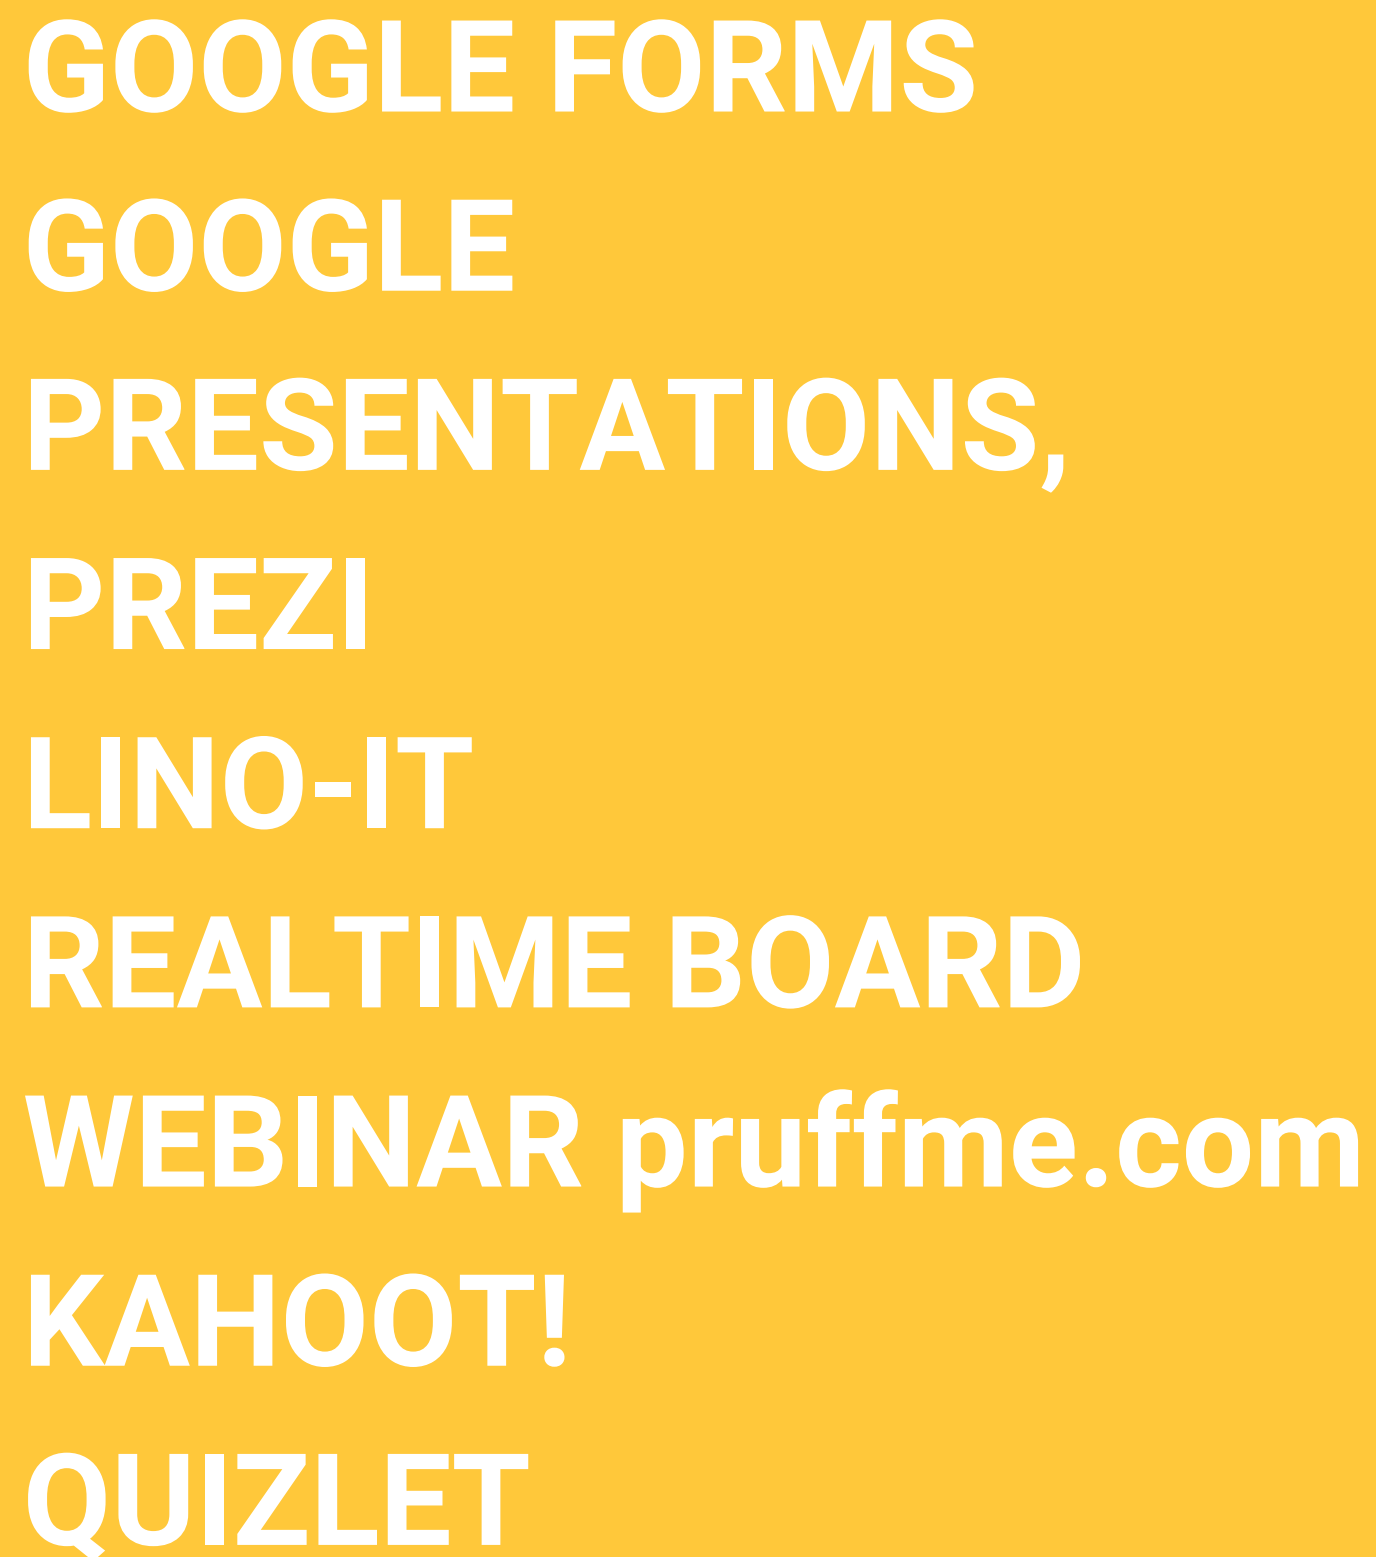 GOOGLE FORMS
GOOGLE
PRESENTATIONS,
PREZI
LINO-IT
REALTIME BOARD
WEBINAR pruffme.com
KAHOOT!
QUIZLET